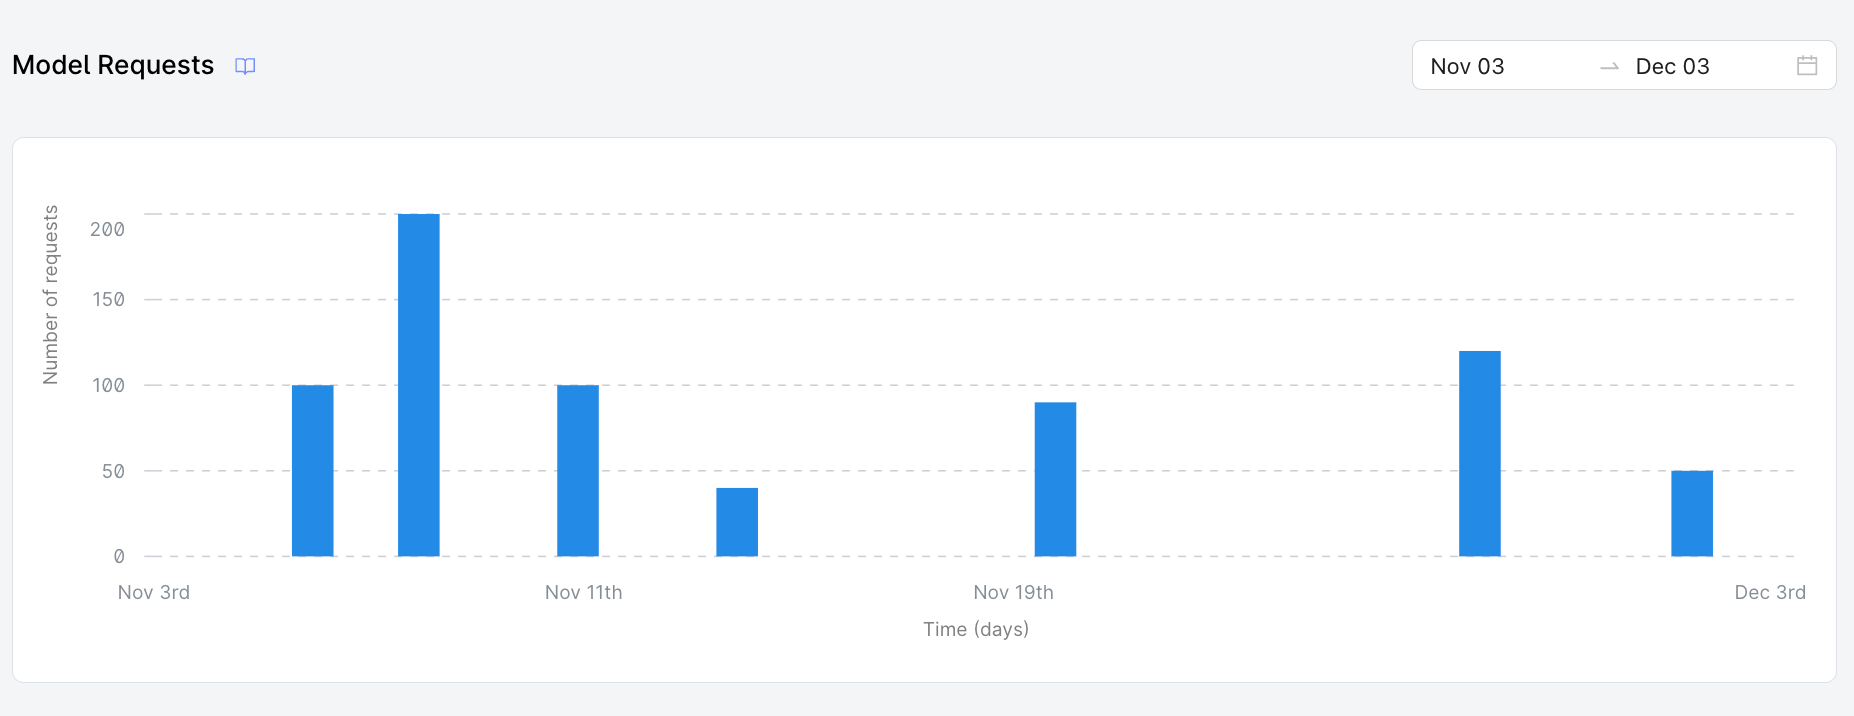 Model Requests
Nov 03
Dec 03
Number of requests
200
150
100
50
0
Nov 3rd
Nov 11th
Nov 19th
Dec 3rd
Time (days)